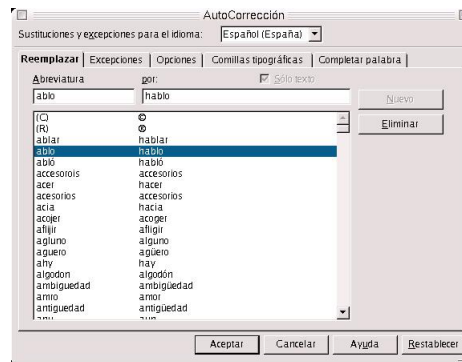 AutoCorrección
Sustituciones y excepciones para el idioma: Español (España)
Reemplazar Excepciones Opciones Comillas tipográficas Completar palabra
Abreviatura por: Sólo texto
ablo hablo Nuevo
(C) © Eliminar
(R) ®
ablar hablar
ablo hablo
abló habló
accesorois accesorios
acer hacer
acesorios accesorios
acia hacia
acojer acoger
aflijir afligir
agluno alguno
aguero agüero
ahy hay
algodon algodón
ambiguedad ambigüedad
amro amor
antiguedad antigüedad
Aceptar Cancelar Ayuda Restablecer